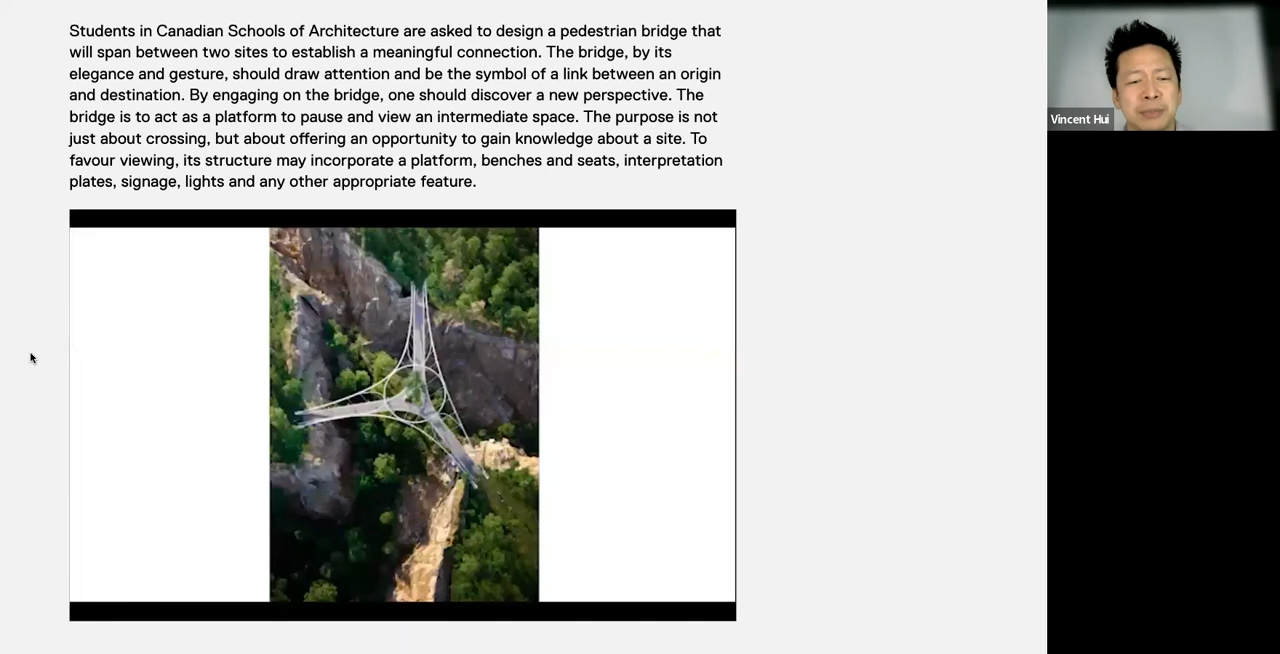 Students in Canadian Schools of Architecture are asked to design a pedestrian bridge that
will span between two sites to establish a meaningful connection. The bridge, by its
elegance and gesture, should draw attention and be the symbol of a link between an origin
and destination. By engaging on the bridge, one should discover a new perspective. The
bridge is to act as a platform to pause and view an intermediate space. The purpose is not
just about crossing, but about offering an opportunity to gain knowledge about a site. To
favour viewing, its structure may incorporate a platform, benches and seats, interpretation
plates, signage, lights and any other appropriate feature.
Vincent Hui